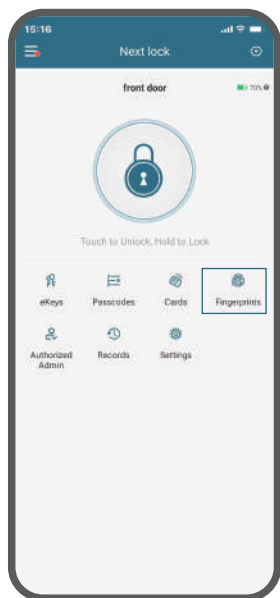 15:16
Next lock
front door
70%
Touch to Unlock, Hold to Lock
eKeys
Passcodes
Cards
Fingerprints
Authorized
Admin
Records
Settings